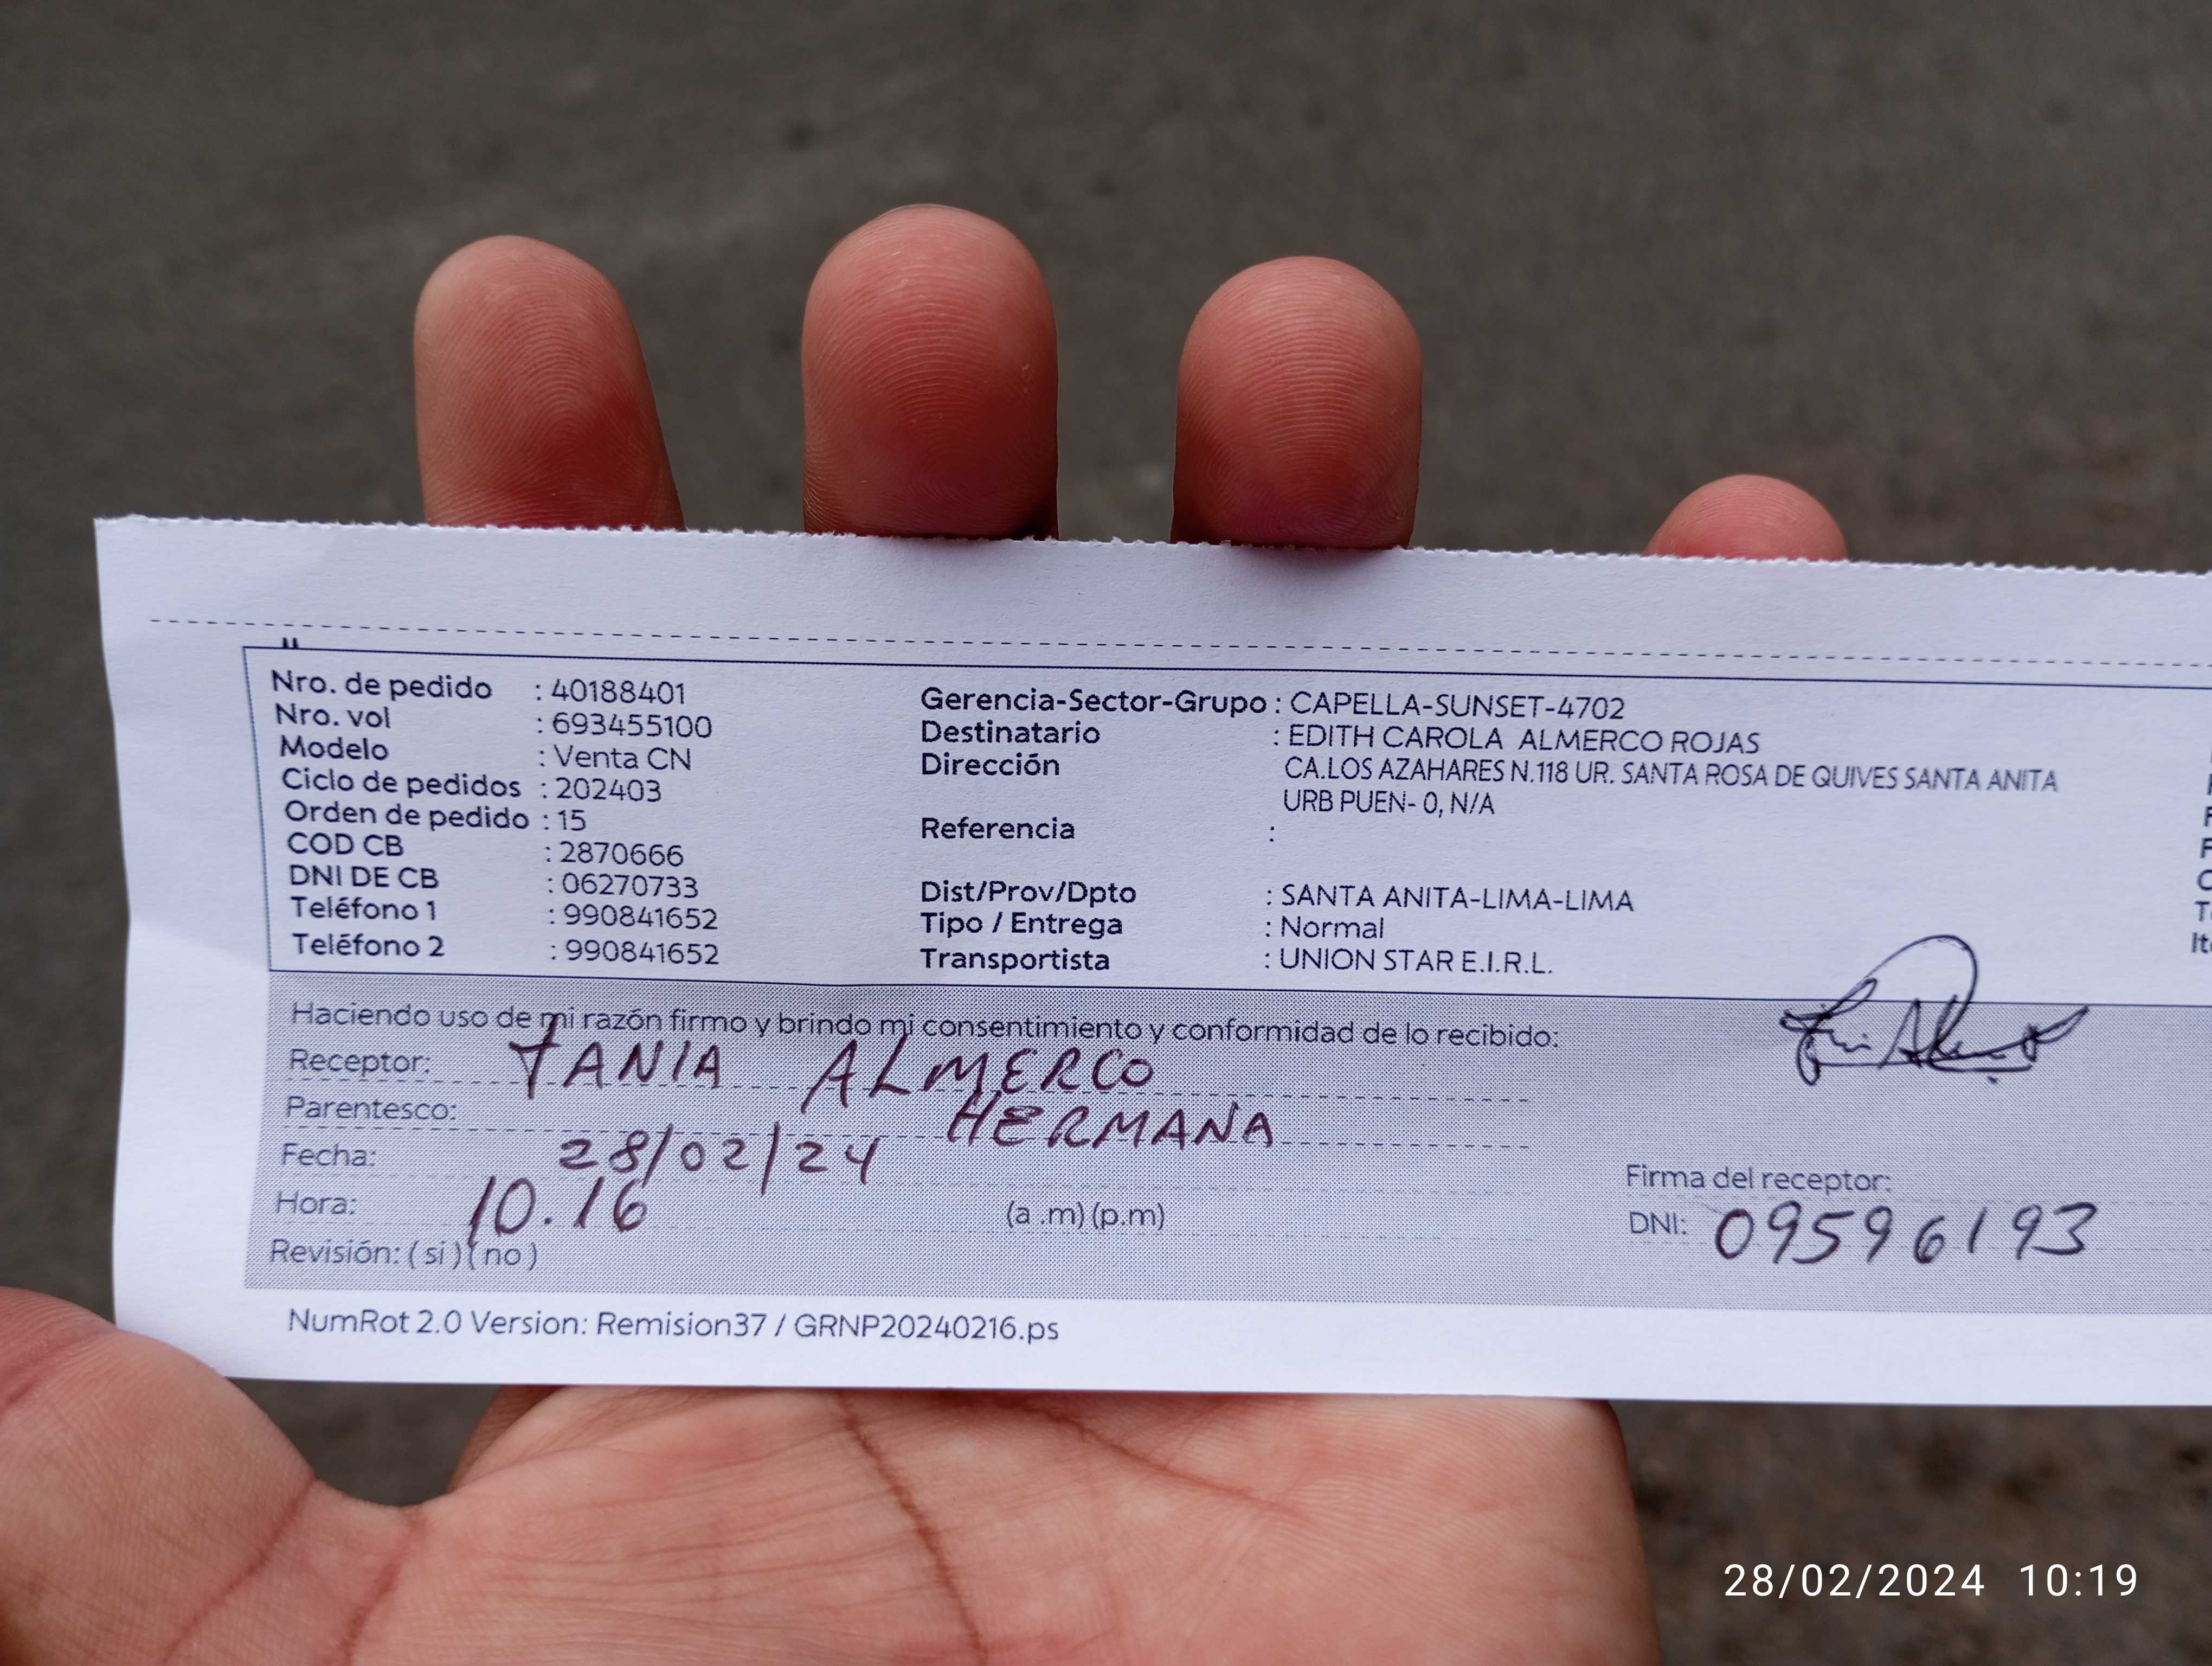 Nro. de pedido : 40188401
Nro. vol : 693455100
Modelo : Venta CN
Ciclo de pedidos : 202403
Orden de pedido : 15
COD CB : 2870666
DNI DE CB : 06270733
Teléfono 1 : 990841652
Teléfono 2 : 990841652
Gerencia-Sector-Grupo : CAPELLA-SUNSET-4702
Destinatario : EDITH CAROLA ALMERCO ROJAS
Dirección CA.LOS AZAHARES N.118 UR. SANTA ROSA DE QUIVES SANTA ANITA
URB PUEN- 0, N/A
Referencia :
Dist/Prov/Dpto : SANTA ANITA-LIMA-LIMA
Tipo / Entrega : Normal
Transportista : UNION STAR E.I.R.L.
Haciendo uso de mi razón firmo y brindo mi consentimiento y conformidad de lo recibido:
Receptor: TANIA ALMERCO
Parentesco: HERMANA
Fecha: 28/02/24
Hora: 10.16 (a .m) (p.m)
Revisión: ( si ) ( no )
Firma del receptor:
DNI: 09596193
NumRot 2.0 Version: Remision37 / GRNP20240216.ps
28/02/2024 10:19